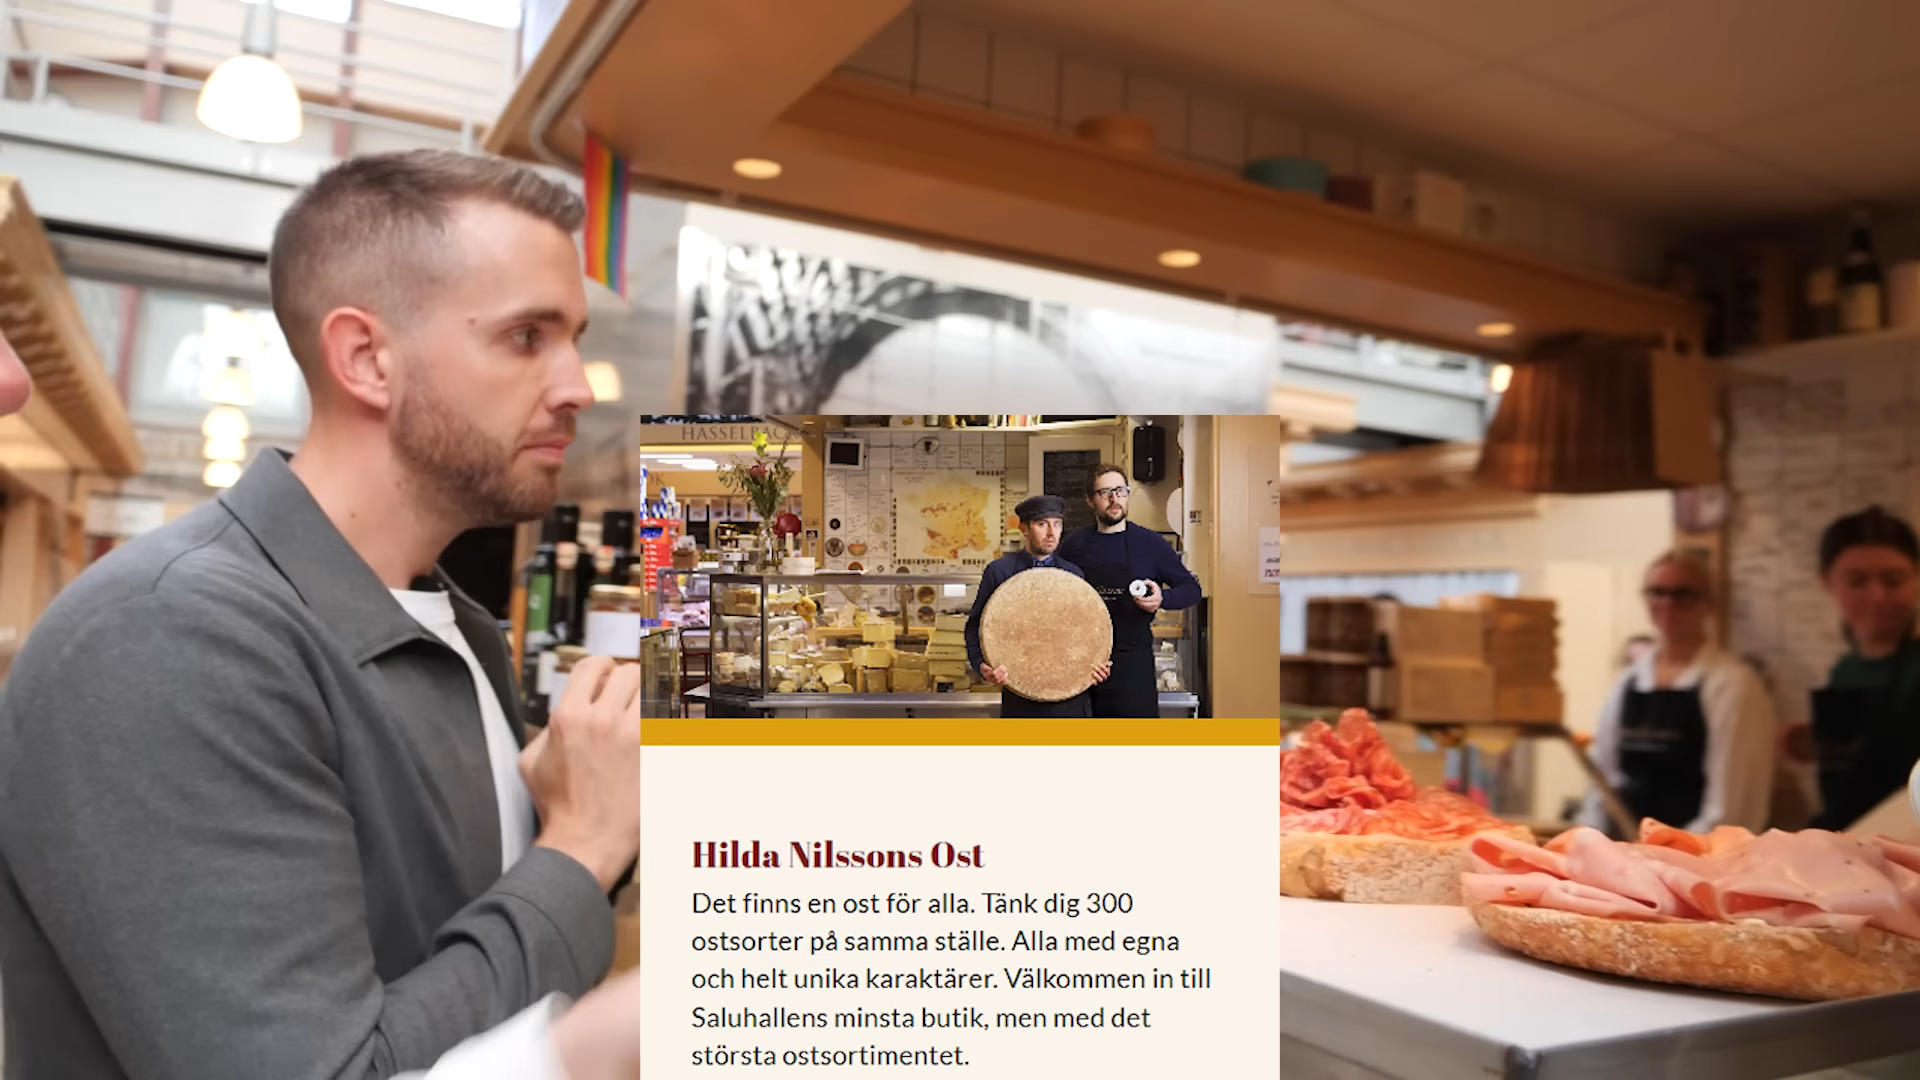 HASSELBAC
Hilda Nilssons Ost
Det finns en ost för alla. Tänk dig 300
ostsorter på samma ställe. Alla med egna
och helt unika karaktärer. Välkommen in till
Saluhallens minsta butik, men med det
största ostsortimentet.